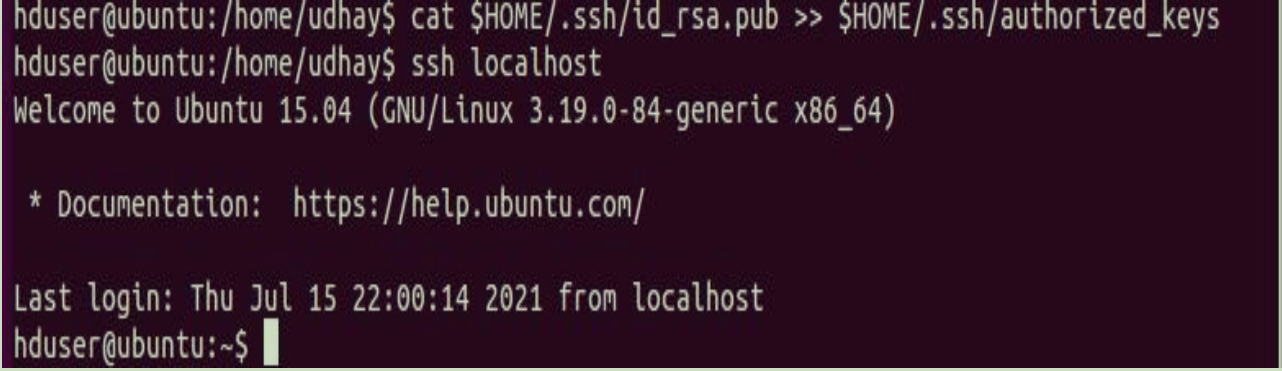 hduser@ubuntu:/home/udhay$ cat $HOME/.ssh/id_rsa.pub >> $HOME/.ssh/authorized_keys
hduser@ubuntu:/home/udhay$ ssh localhost
Welcome to Ubuntu 15.04 (GNU/Linux 3.19.0-84-generic x86_64)
* Documentation:  https://help.ubuntu.com/
Last login: Thu Jul 15 22:00:14 2021 from localhost
hduser@ubuntu:~$